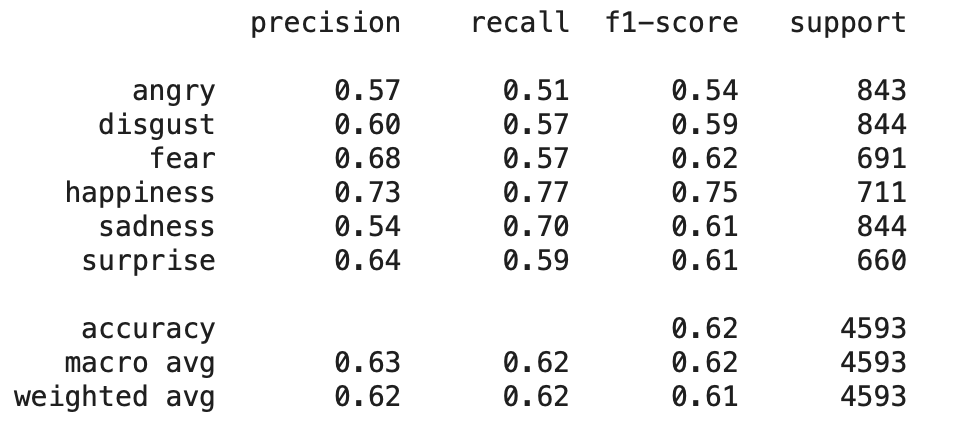 precision recall f1-score support
angry 0.57 0.51 0.54 843
disgust 0.60 0.57 0.59 844
fear 0.68 0.57 0.62 691
happiness 0.73 0.77 0.75 711
sadness 0.54 0.70 0.61 844
surprise 0.64 0.59 0.61 660
accuracy 0.62 4593
macro avg 0.63 0.62 0.62 4593
weighted avg 0.62 0.62 0.61 4593